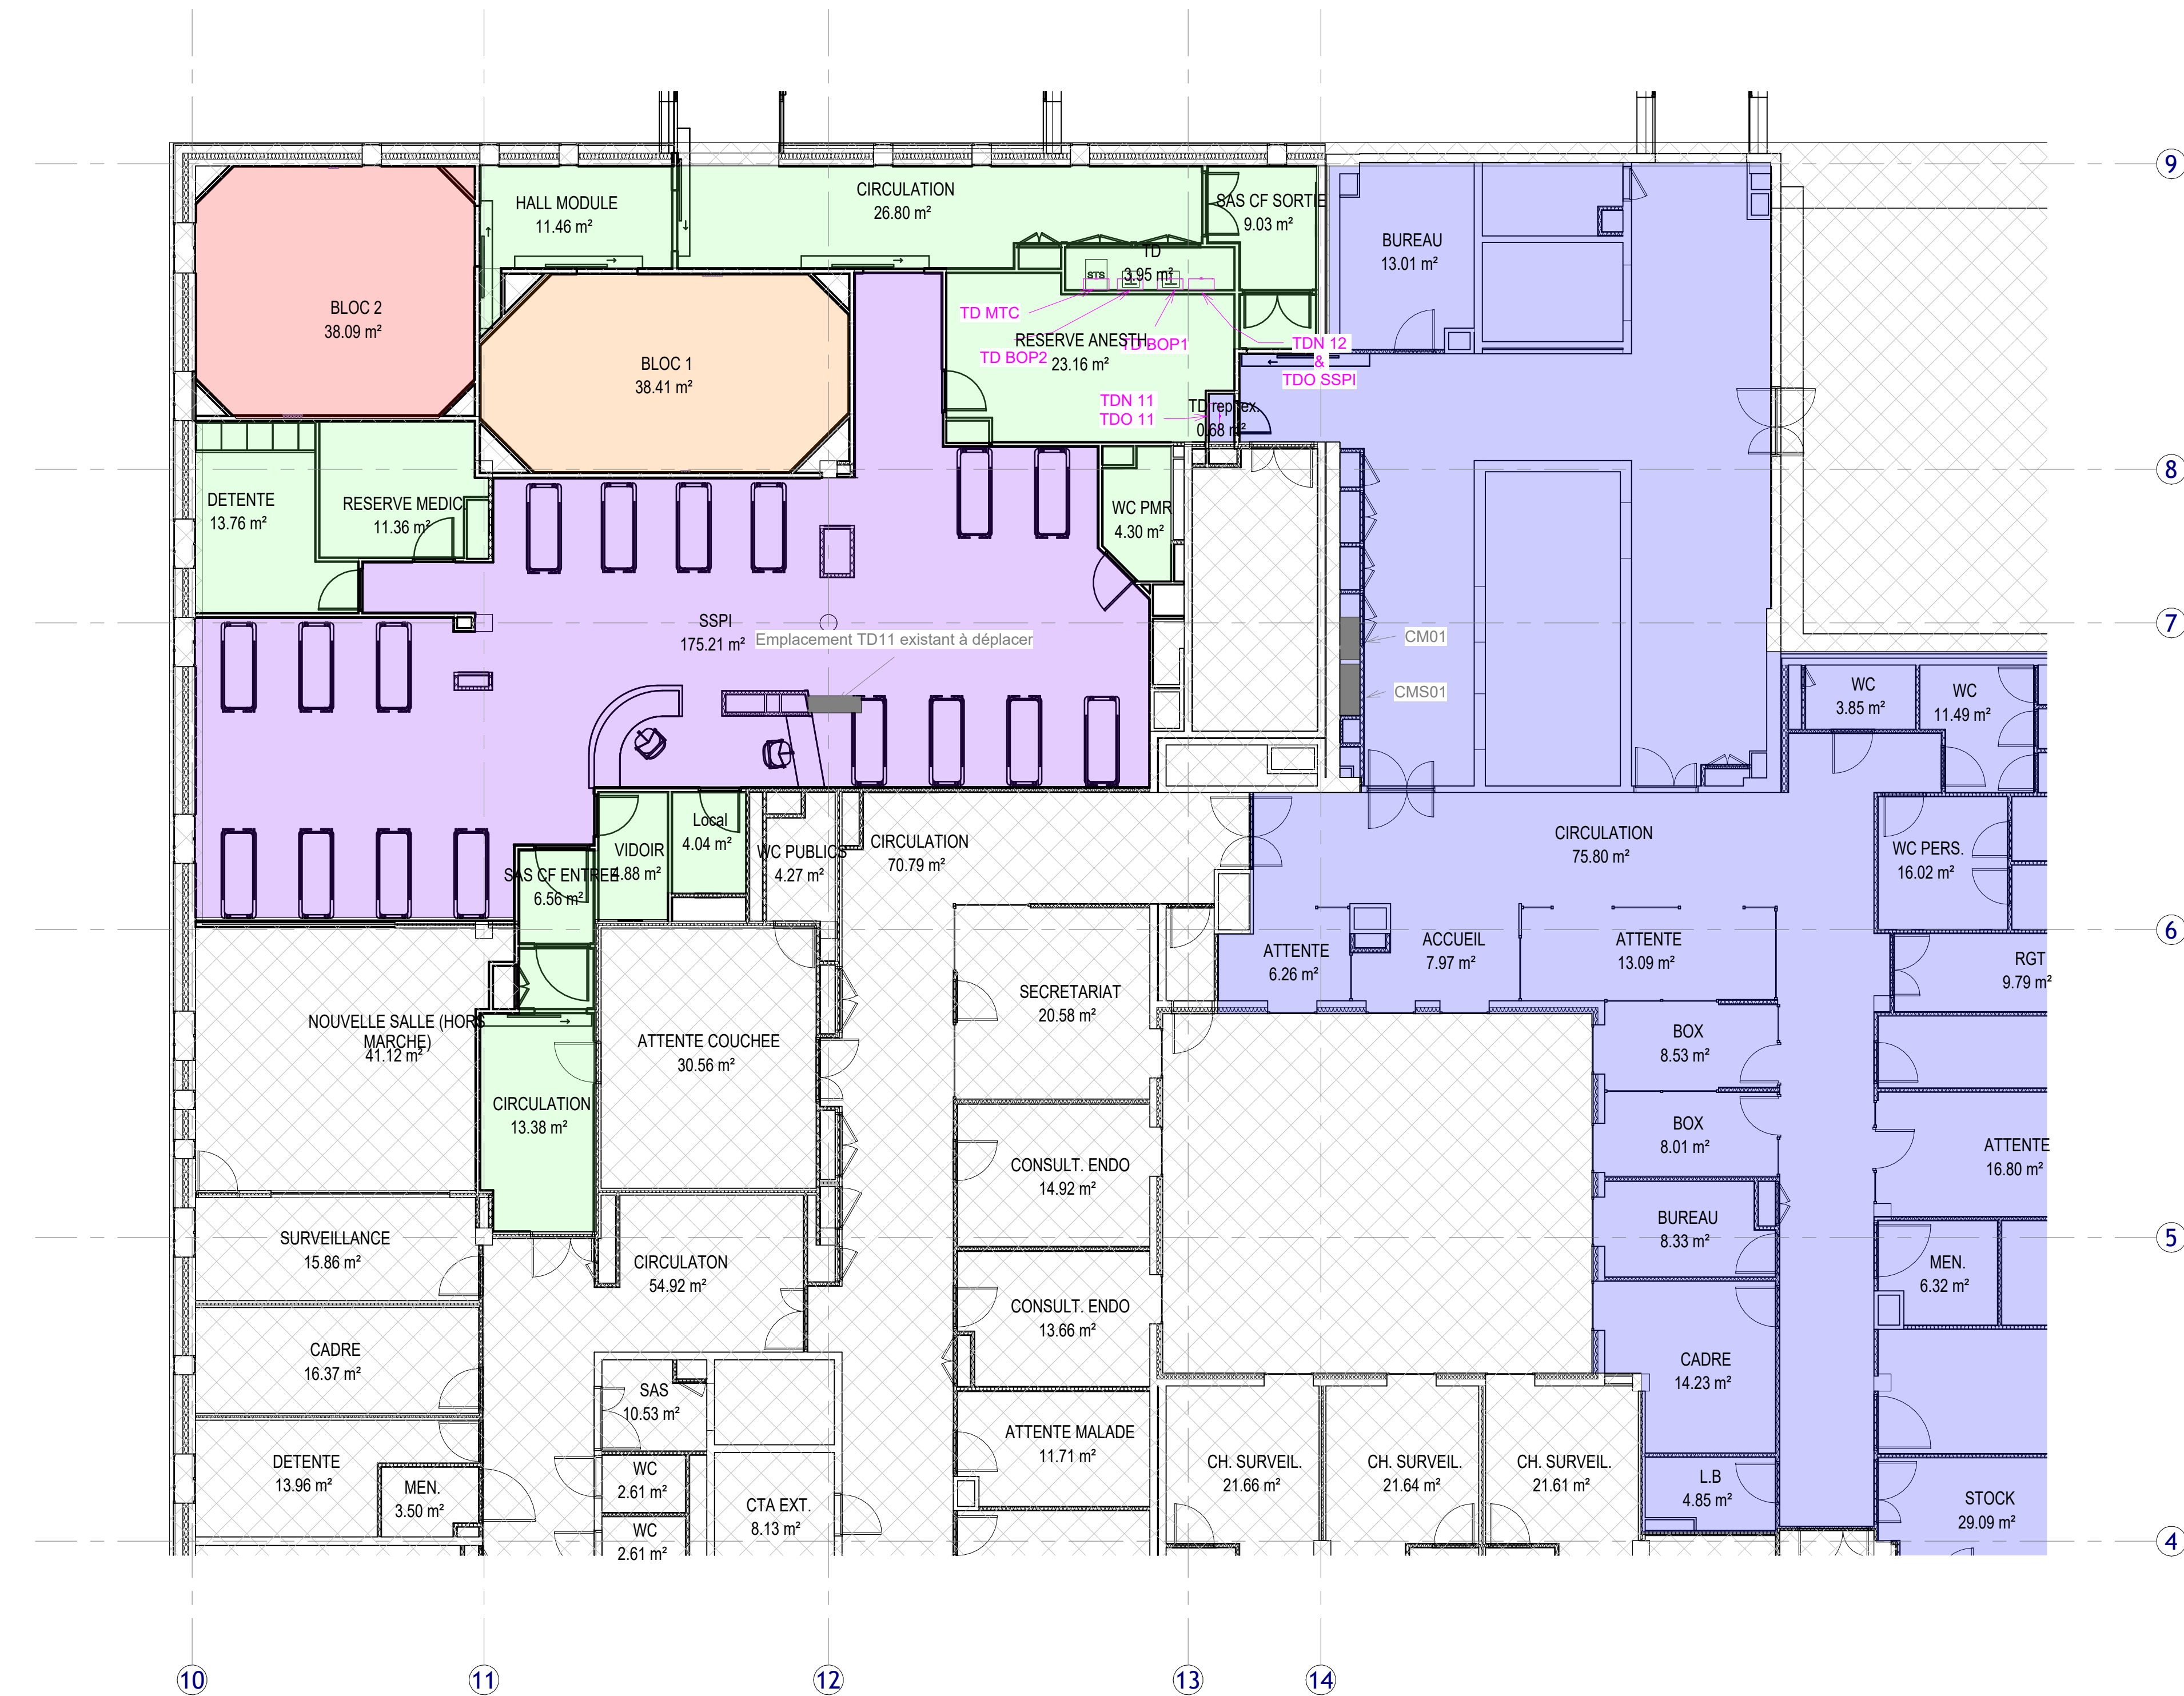 9
HALL MODULE
11.46 m²
CIRCULATION
26.80 m²
SAS CF SORTIE
9.03 m²
BUREAU
13.01 m²
TD
3.95 m²
STS
BLOC 2
38.09 m²
BLOC 1
38.41 m²
TD MTC
RESERVE ANESTH.
23.16 m²
TD BOP2
TD BOP1
TDN 12
&
TDO SSPI
TDN 11
TDO 11
TD rep ex.
0.68 m²
8
DETENTE
13.76 m²
RESERVE MEDIC.
11.36 m²
WC PMR
4.30 m²
7
SSPI
175.21 m²
Emplacement TD11 existant à déplacer
CM01
CMS01
WC
3.85 m²
WC
11.49 m²
Local
4.04 m²
VIDOIR
4.88 m²
WC PUBLICS
4.27 m²
CIRCULATION
70.79 m²
CIRCULATION
75.80 m²
WC PERS.
16.02 m²
SAS CF ENTREE
6.56 m²
6
ATTENTE
6.26 m²
ACCUEIL
7.97 m²
ATTENTE
13.09 m²
RGT
9.79 m²
NOUVELLE SALLE (HORS
MARCHE)
41.12 m²
ATTENTE COUCHEE
30.56 m²
SECRETARIAT
20.58 m²
BOX
8.53 m²
CIRCULATION
13.38 m²
BOX
8.01 m²
ATTENTE
16.80 m²
CONSULT. ENDO
14.92 m²
SURVEILLANCE
15.86 m²
CIRCULATON
54.92 m²
BUREAU
8.33 m²
5
MEN.
6.32 m²
CONSULT. ENDO
13.66 m²
CADRE
16.37 m²
CADRE
14.23 m²
SAS
10.53 m²
ATTENTE MALADE
11.71 m²
DETENTE
13.96 m²
MEN.
3.50 m²
WC
2.61 m²
CTA EXT.
8.13 m²
CH. SURVEIL.
21.66 m²
CH. SURVEIL.
21.64 m²
CH. SURVEIL.
21.61 m²
L.B
4.85 m²
STOCK
29.09 m²
WC
2.61 m²
4
10
11
12
13
14